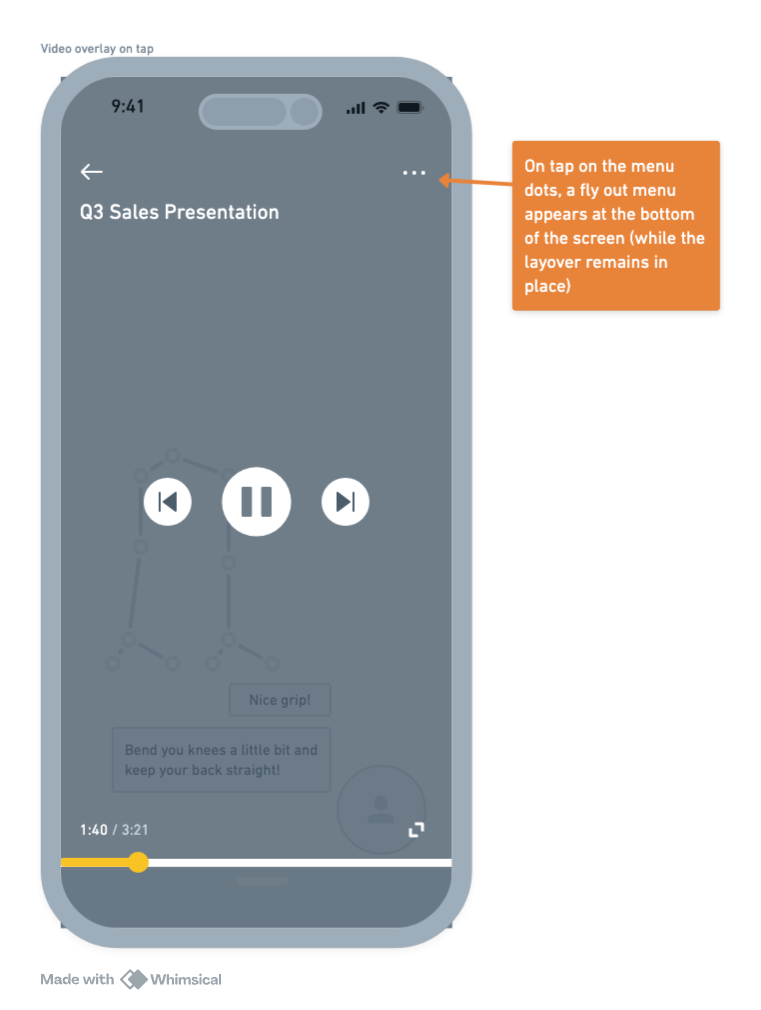 Video overlay on tap
9:41
Q3 Sales Presentation
On tap on the menu
dots, a fly out menu
appears at the bottom
of the screen (while the
layover remains in
place)
Nice grip!
Bend you knees a little bit and
keep your back straight!
1:40 / 3:21
Made with Whimsical